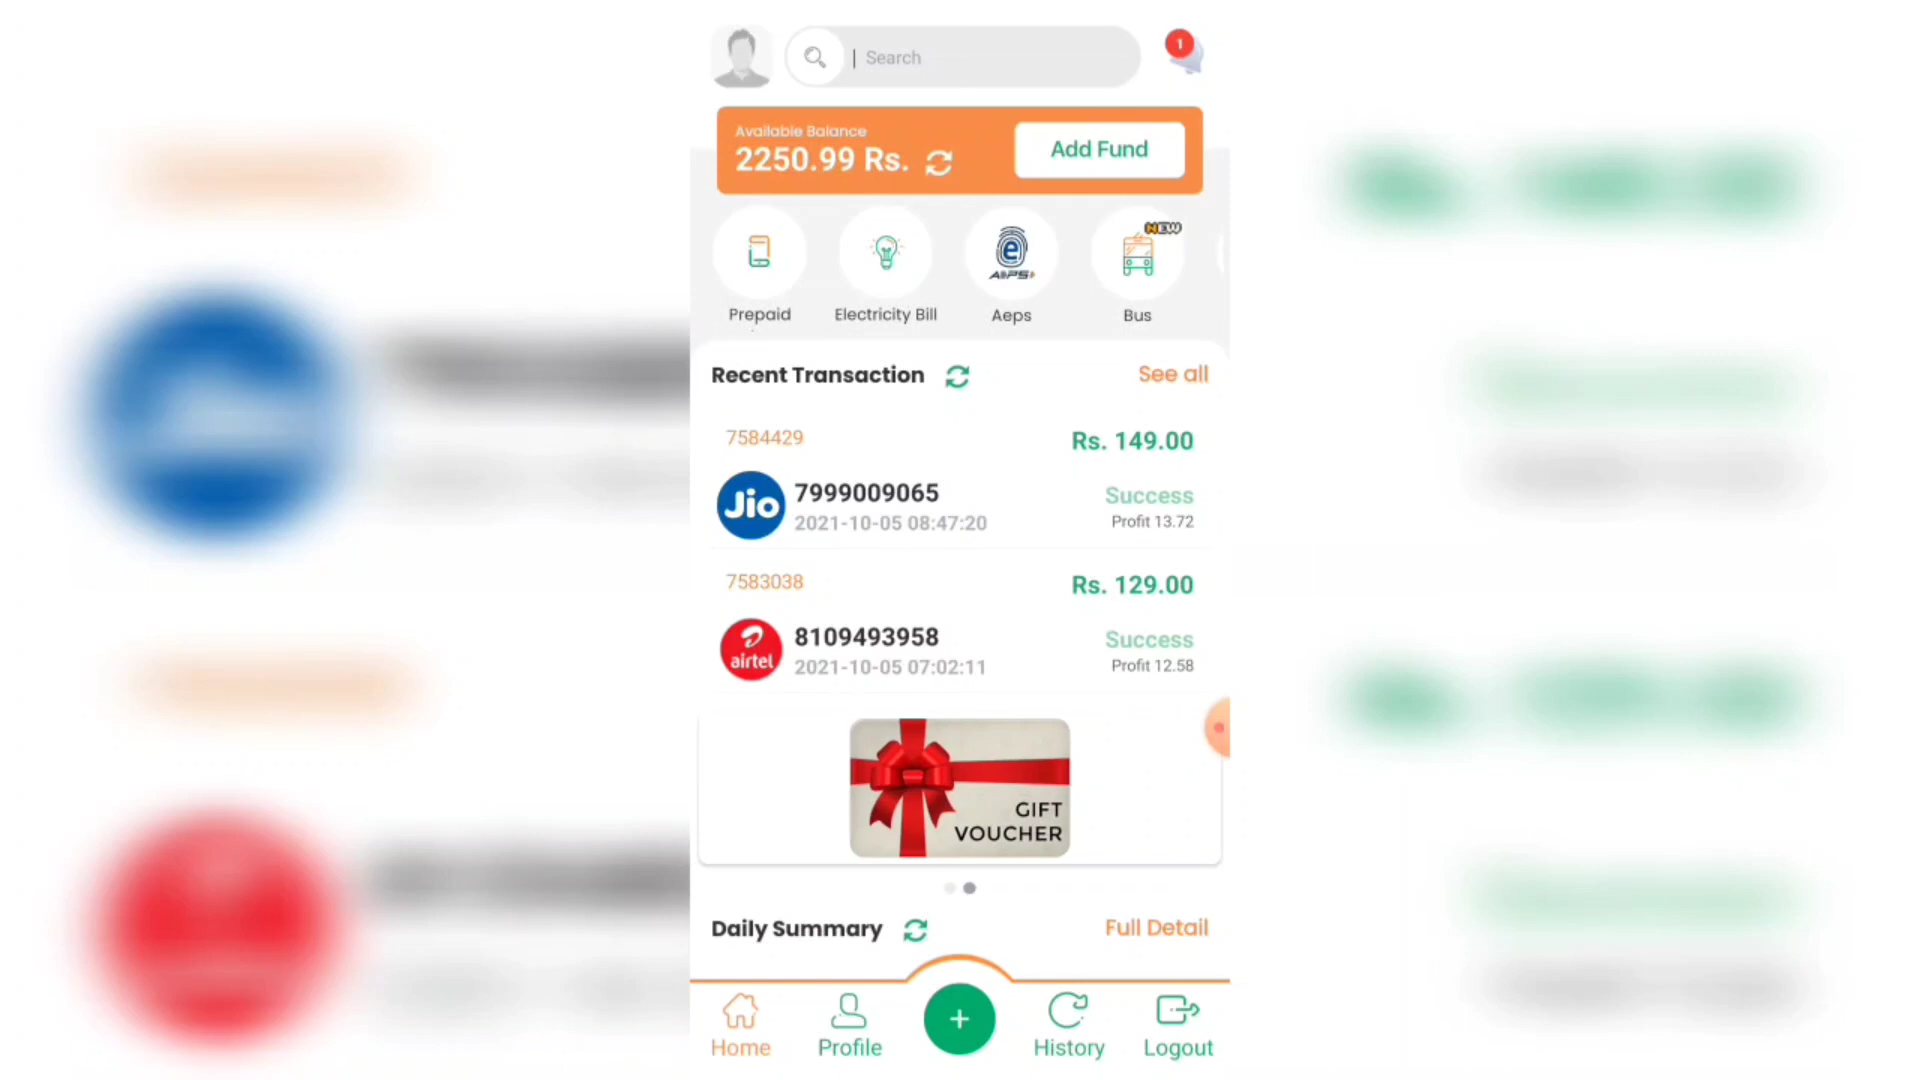 Search
1
Available Balance
2250.99 Rs.
Add Fund
NEW
e
AePS
Prepaid
Electricity Bill
Aeps
Bus
Recent Transaction
See all
7584429
Rs. 149.00
Jio
7999009065
Success
2021-10-05 08:47:20
Profit 13.72
7583038
Rs. 129.00
airtel
8109493958
Success
2021-10-05 07:02:11
Profit 12.58
GIFT
VOUCHER
Daily Summary
Full Detail
+
Home
Profile
History
Logout